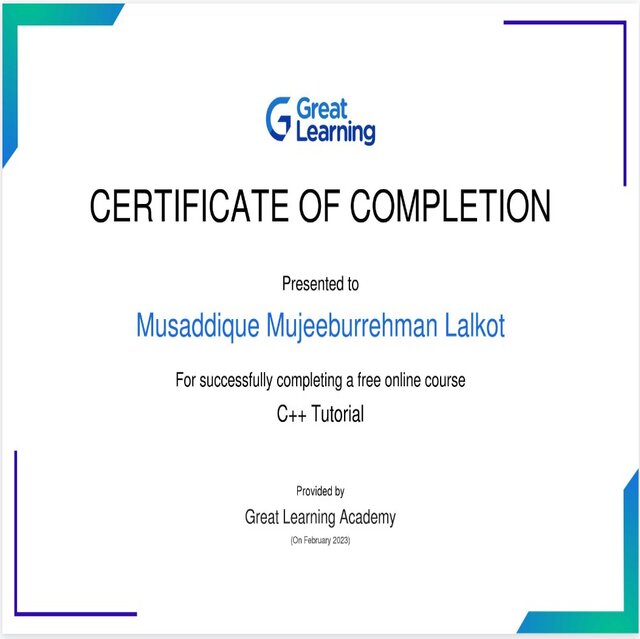 Great
Learning
CERTIFICATE OF COMPLETION
Presented to
Musaddique Mujeeburrehman Lalkot
For successfully completing a free online course
C++ Tutorial
Provided by
Great Learning Academy
(On February 2023)